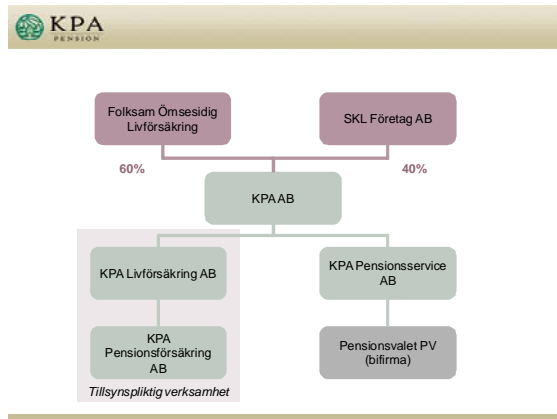 KPA
PENSION
Folksam Ömsesidig
Livförsäkring
SKL Företag AB
60%
40%
KPA AB
KPA Livförsäkring AB
KPA Pensionsservice
AB
KPA
Pensionsförsäkring
AB
Pensionsvalet PV
(bifirma)
Tillsynspliktig verksamhet